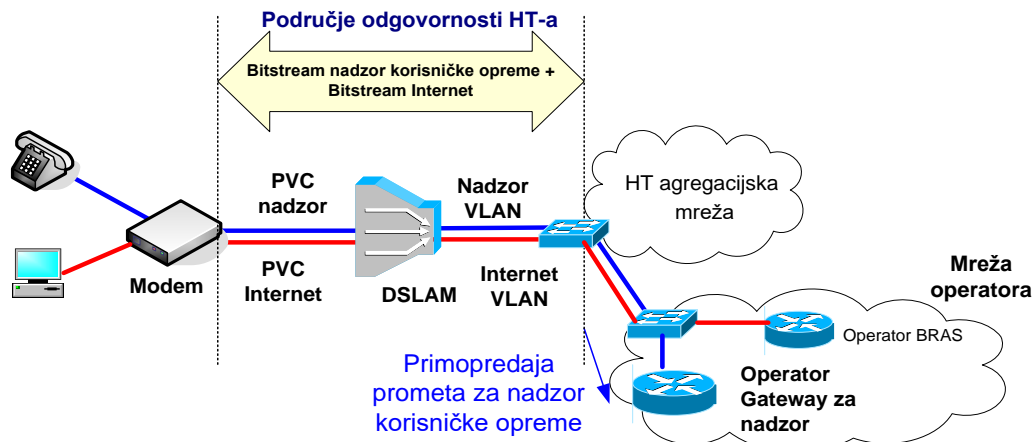 Područje odgovornosti HT-a
Bitstream nadzor korisničke opreme +
Bitstream Internet
HT agregacijska
mreža
PVC
nadzor
Nadzor
VLAN
Modem
PVC
Internet
DSLAM
Internet
VLAN
Mreža
operatora
Operator BRAS
Primopredaja
prometa za nadzor
korisničke opreme
Operator
Gateway za
nadzor